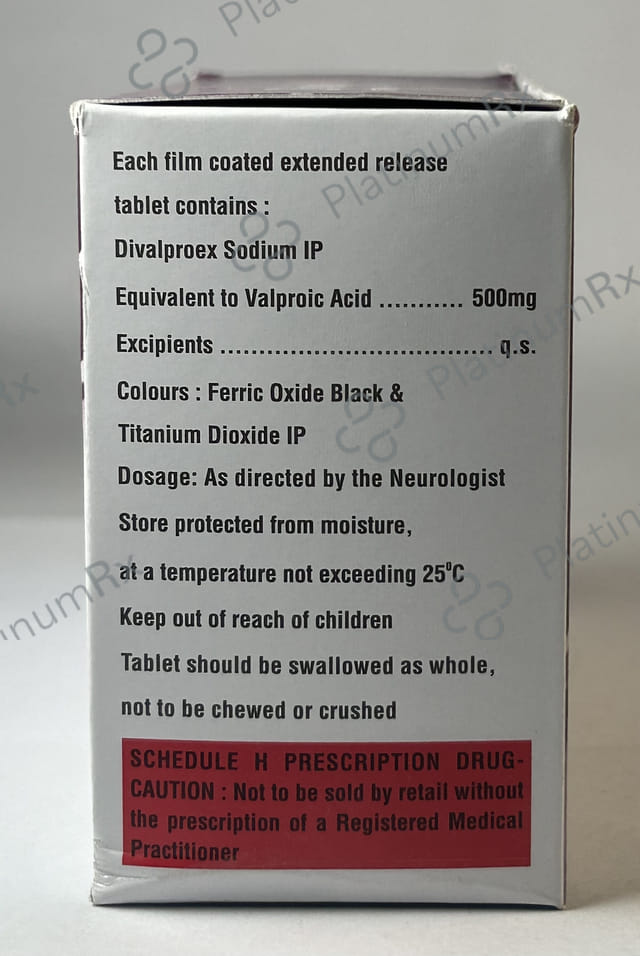 Each film coated extended release
tablet contains :
Divalproex Sodium IP
Equivalent to Valproic Acid ........... 500mg
Excipients .................................. q.s.
Colours : Ferric Oxide Black &
Titanium Dioxide IP
Dosage: As directed by the Neurologist
Store protected from moisture,
at a temperature not exceeding 25⁰C
Keep out of reach of children
Tablet should be swallowed as whole,
not to be chewed or crushed
SCHEDULE H PRESCRIPTION DRUG-
CAUTION : Not to be sold by retail without
the prescription of a Registered Medical
Practitioner
PlatinumRx
PlatinumRx